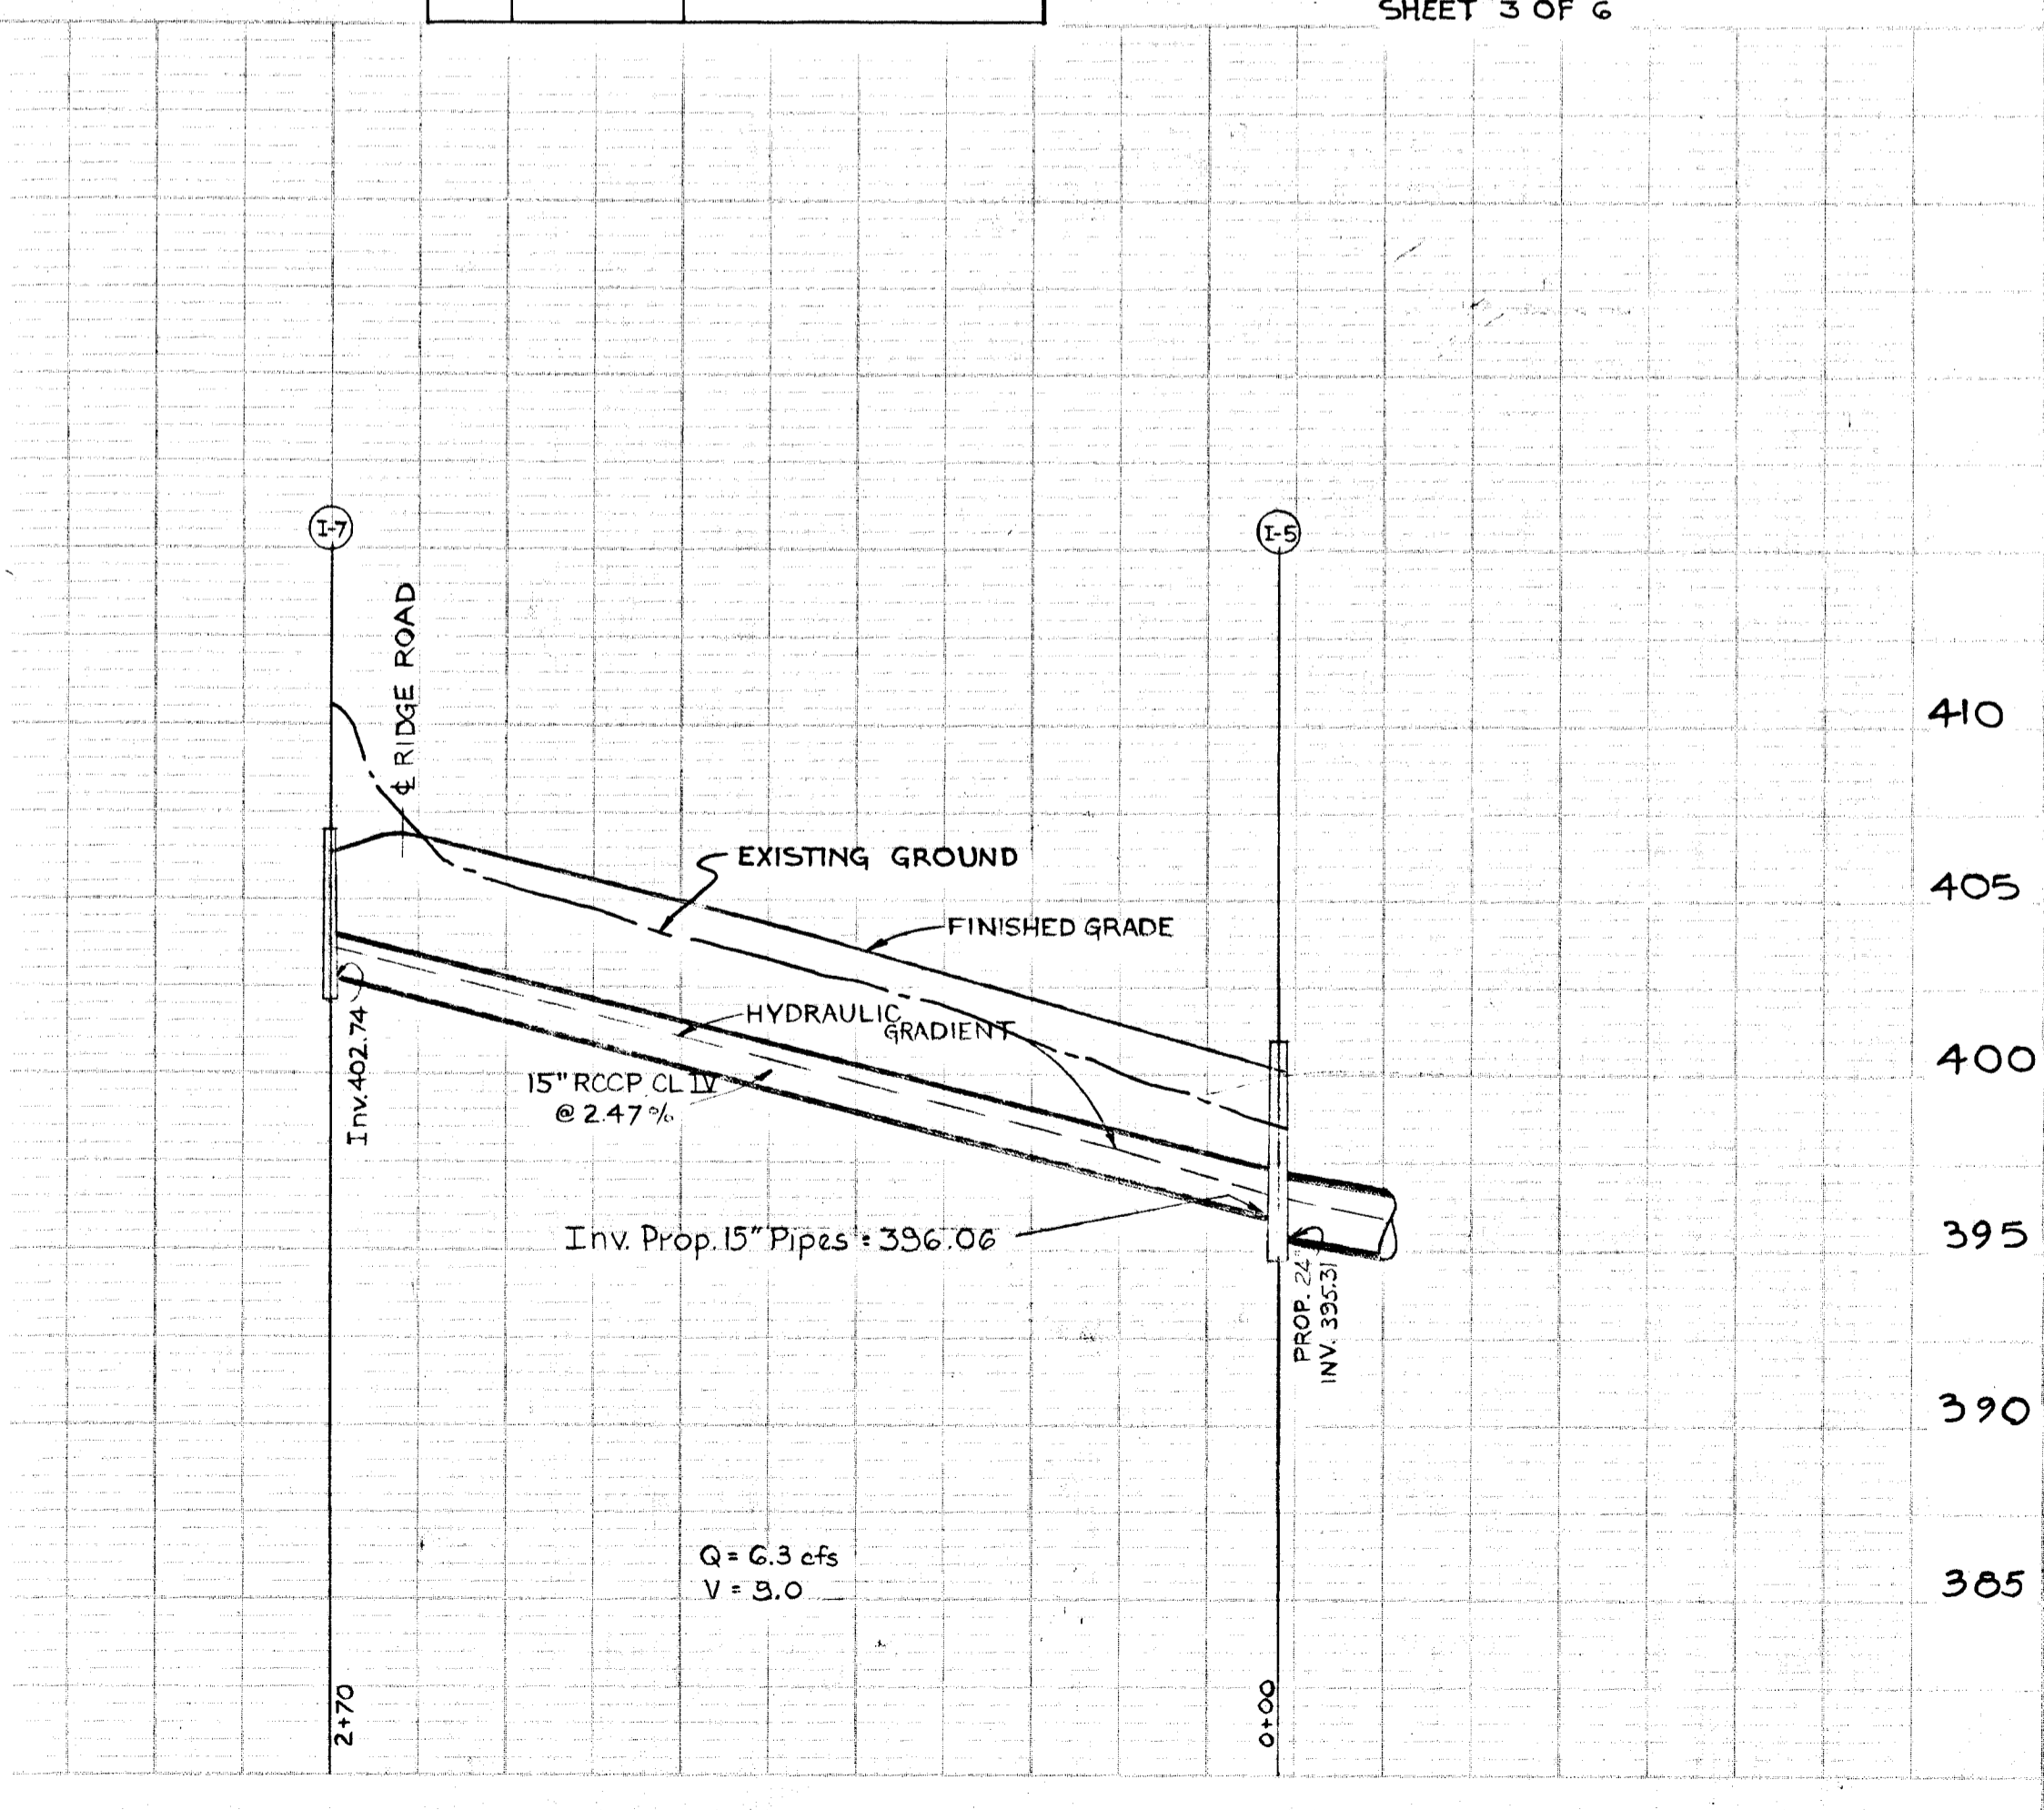 SHEET 3 OF 6
I-7
I-5
℄ RIDGE ROAD
410
405
400
395
390
385
EXISTING GROUND
FINISHED GRADE
HYDRAULIC
GRADIENT
Inv. 402.74
15" RCCP CL IV
@ 2.47%
Inv. Prop. 15" Pipes = 396.06
PROP. 24
INV. 395.31
Q = 6.3 cfs
V = 9.0
2+70
0+00